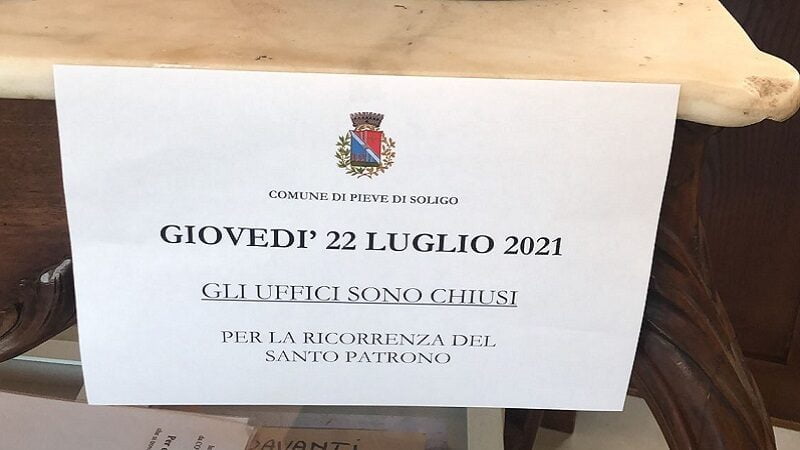 COMUNE DI PIEVE DI SOLIGO
GIOVEDI' 22 LUGLIO 2021
GLI UFFICI SONO CHIUSI
PER LA RICORRENZA DEL
SANTO PATRONO
DAVANTI